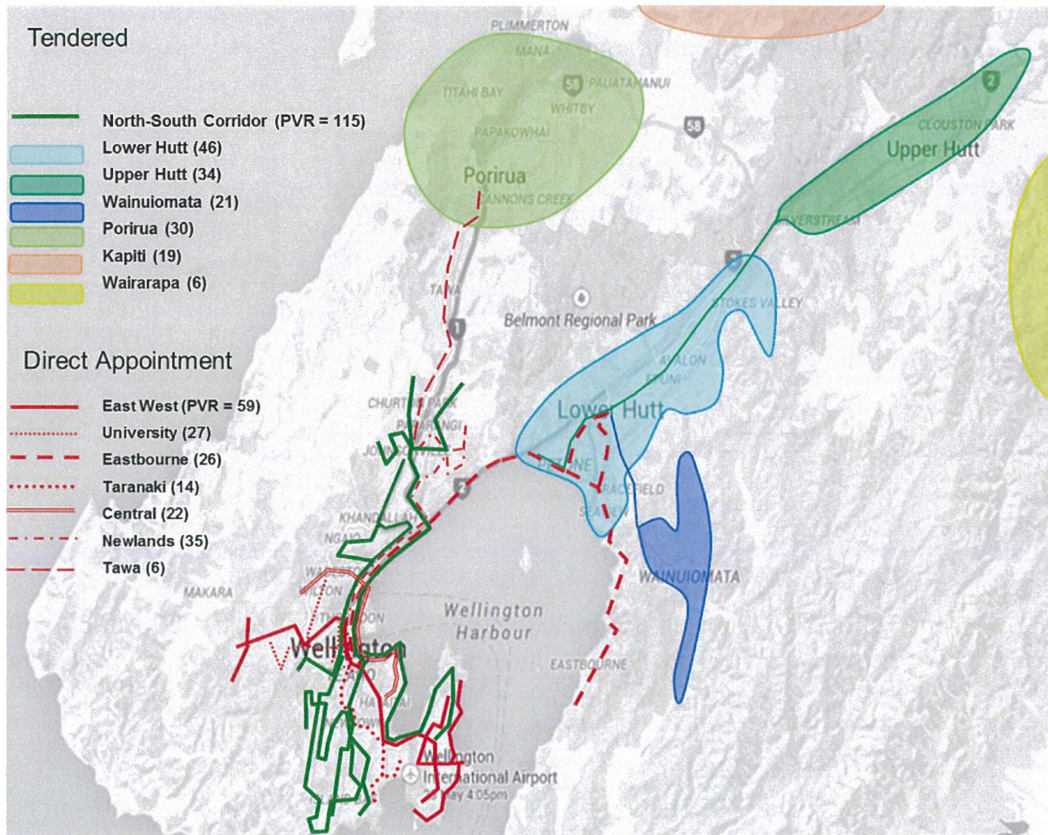 Tendered
North-South Corridor (PVR = 115)
Lower Hutt (46)
Upper Hutt (34)
Wainuiomata (21)
Porirua (30)
Kapiti (19)
Wairarapa (6)
Direct Appointment
East West (PVR = 59)
University (27)
Eastbourne (26)
Taranaki (14)
Central (22)
Newlands (35)
Tawa (6)
PLIMMERTON
MANA
PAUATAHANUI
TITAHI BAY
58
WHITBY
PAPAKOWHAI
58
Porirua
CANNONS CREEK
2
CLOUSTON PARK
Upper Hutt
TAWA
1
Belmont Regional Park
STOKES VALLEY
AVALON
EPUNI
Lower Hutt
CHURTON PARK
PAPARANGI
2
KHANDALLAH
NGAIO
MAKARA
WAINUIOMATA
Wellington
Harbour
Wellington
EASTBOURNE
Wellington
International Airport